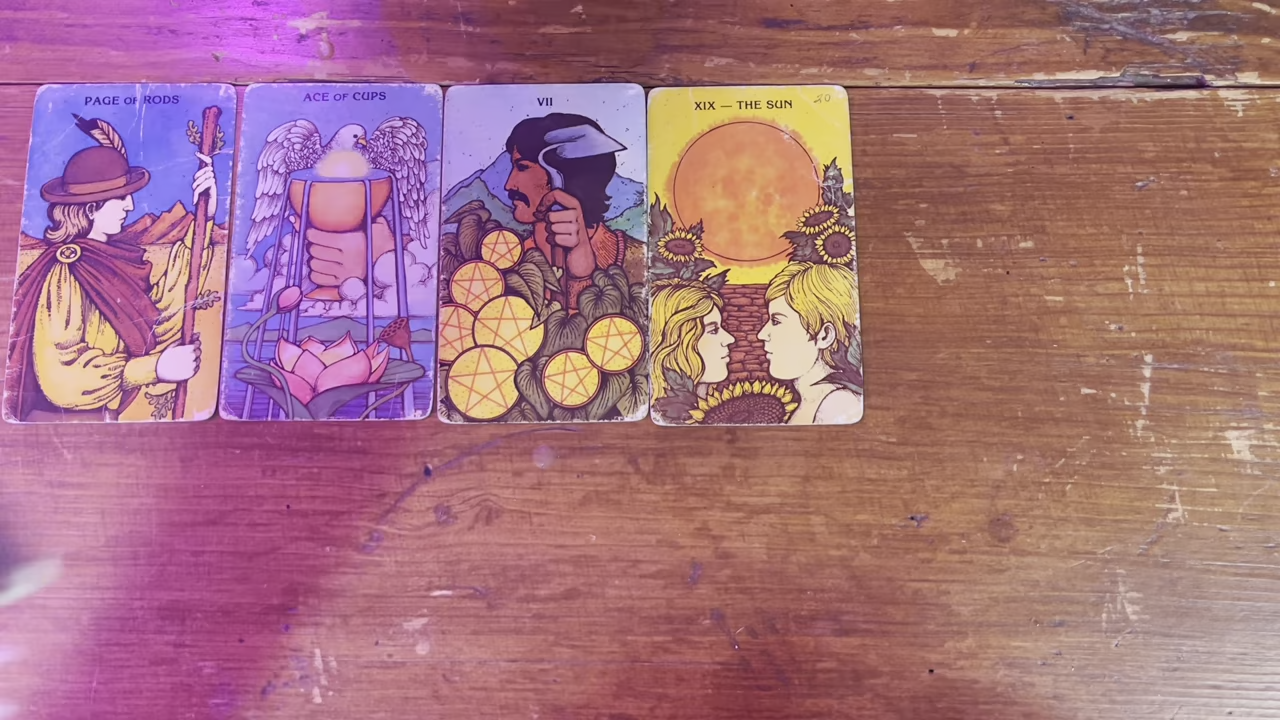 PAGE OF RODS
ACE OF CUPS
VII
XIX — THE SUN